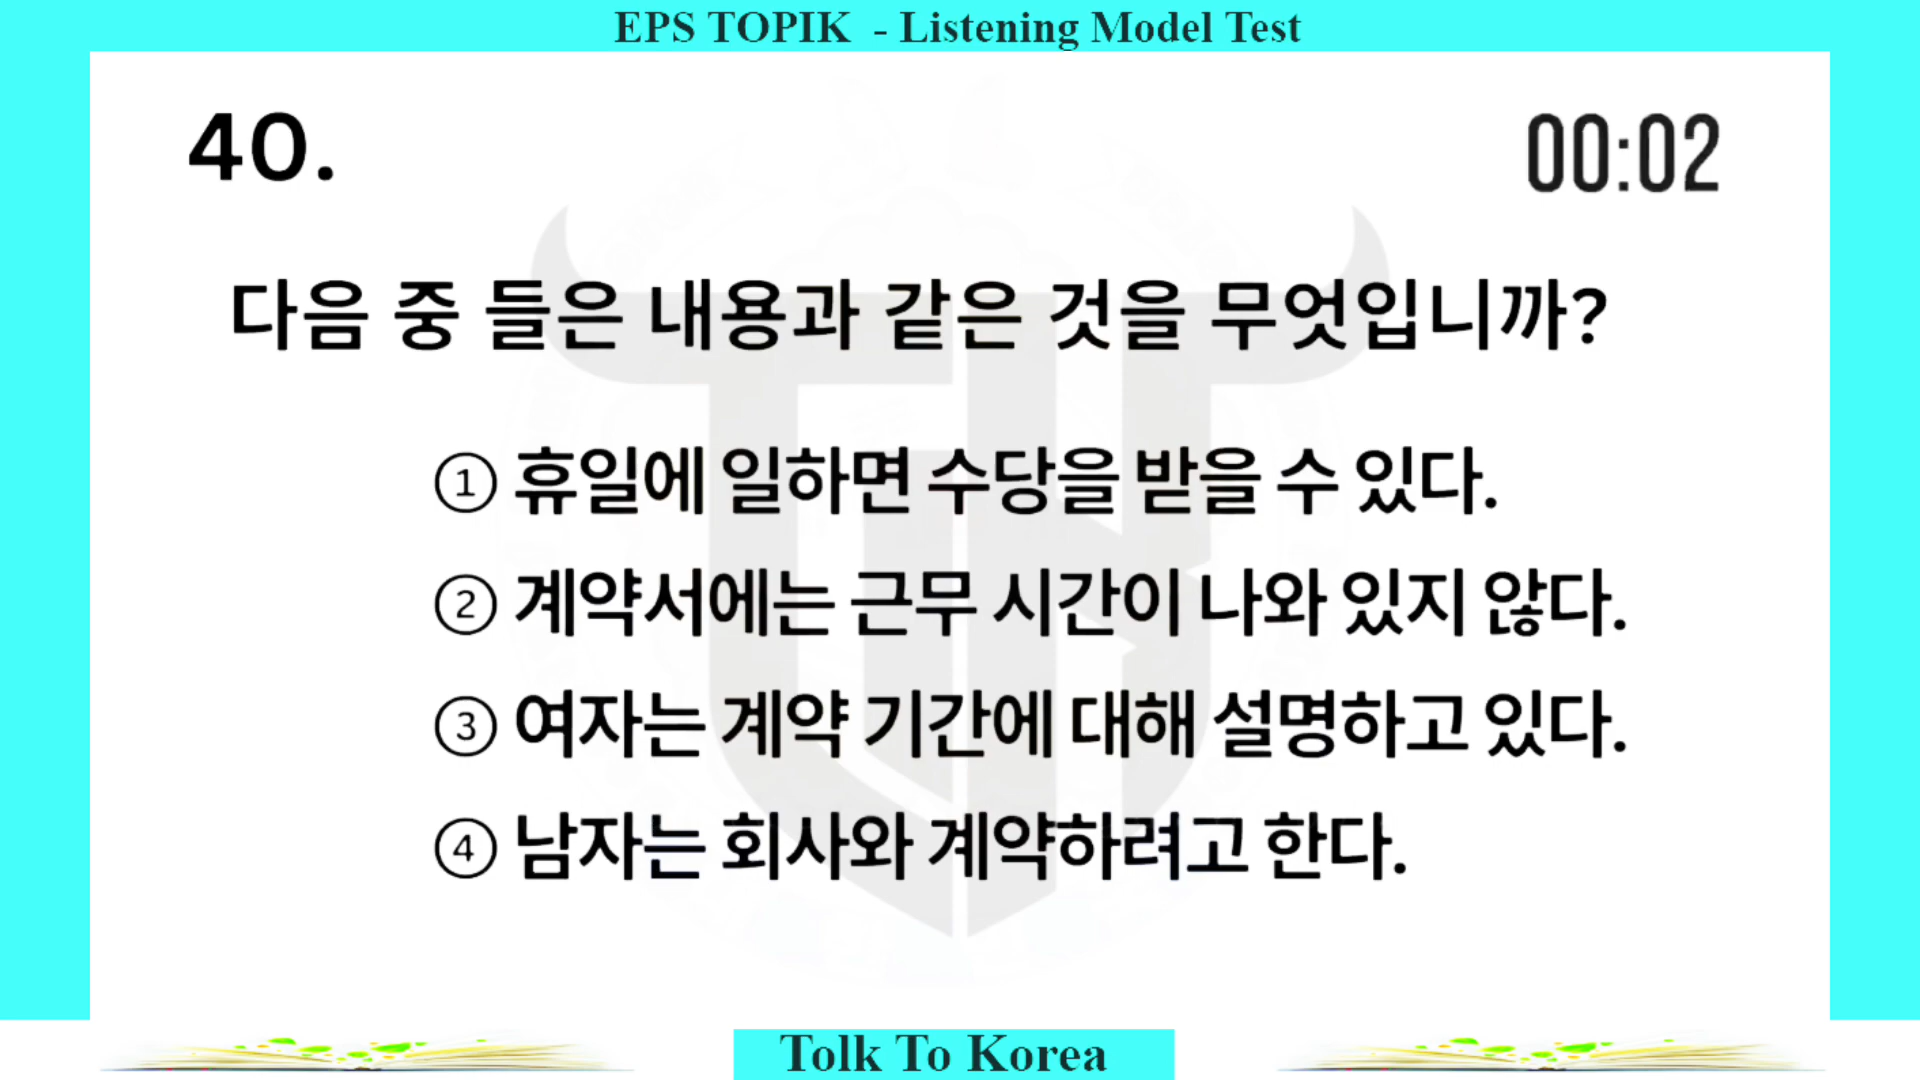 EPS TOPIK - Listening Model Test
40.
00:02
다음 중 들은 내용과 같은 것을 무엇입니까?
① 휴일에 일하면 수당을 받을 수 있다.
② 계약서에는 근무 시간이 나와 있지 않다.
③ 여자는 계약 기간에 대해 설명하고 있다.
④ 남자는 회사와 계약하려고 한다.
Tolk To Korea